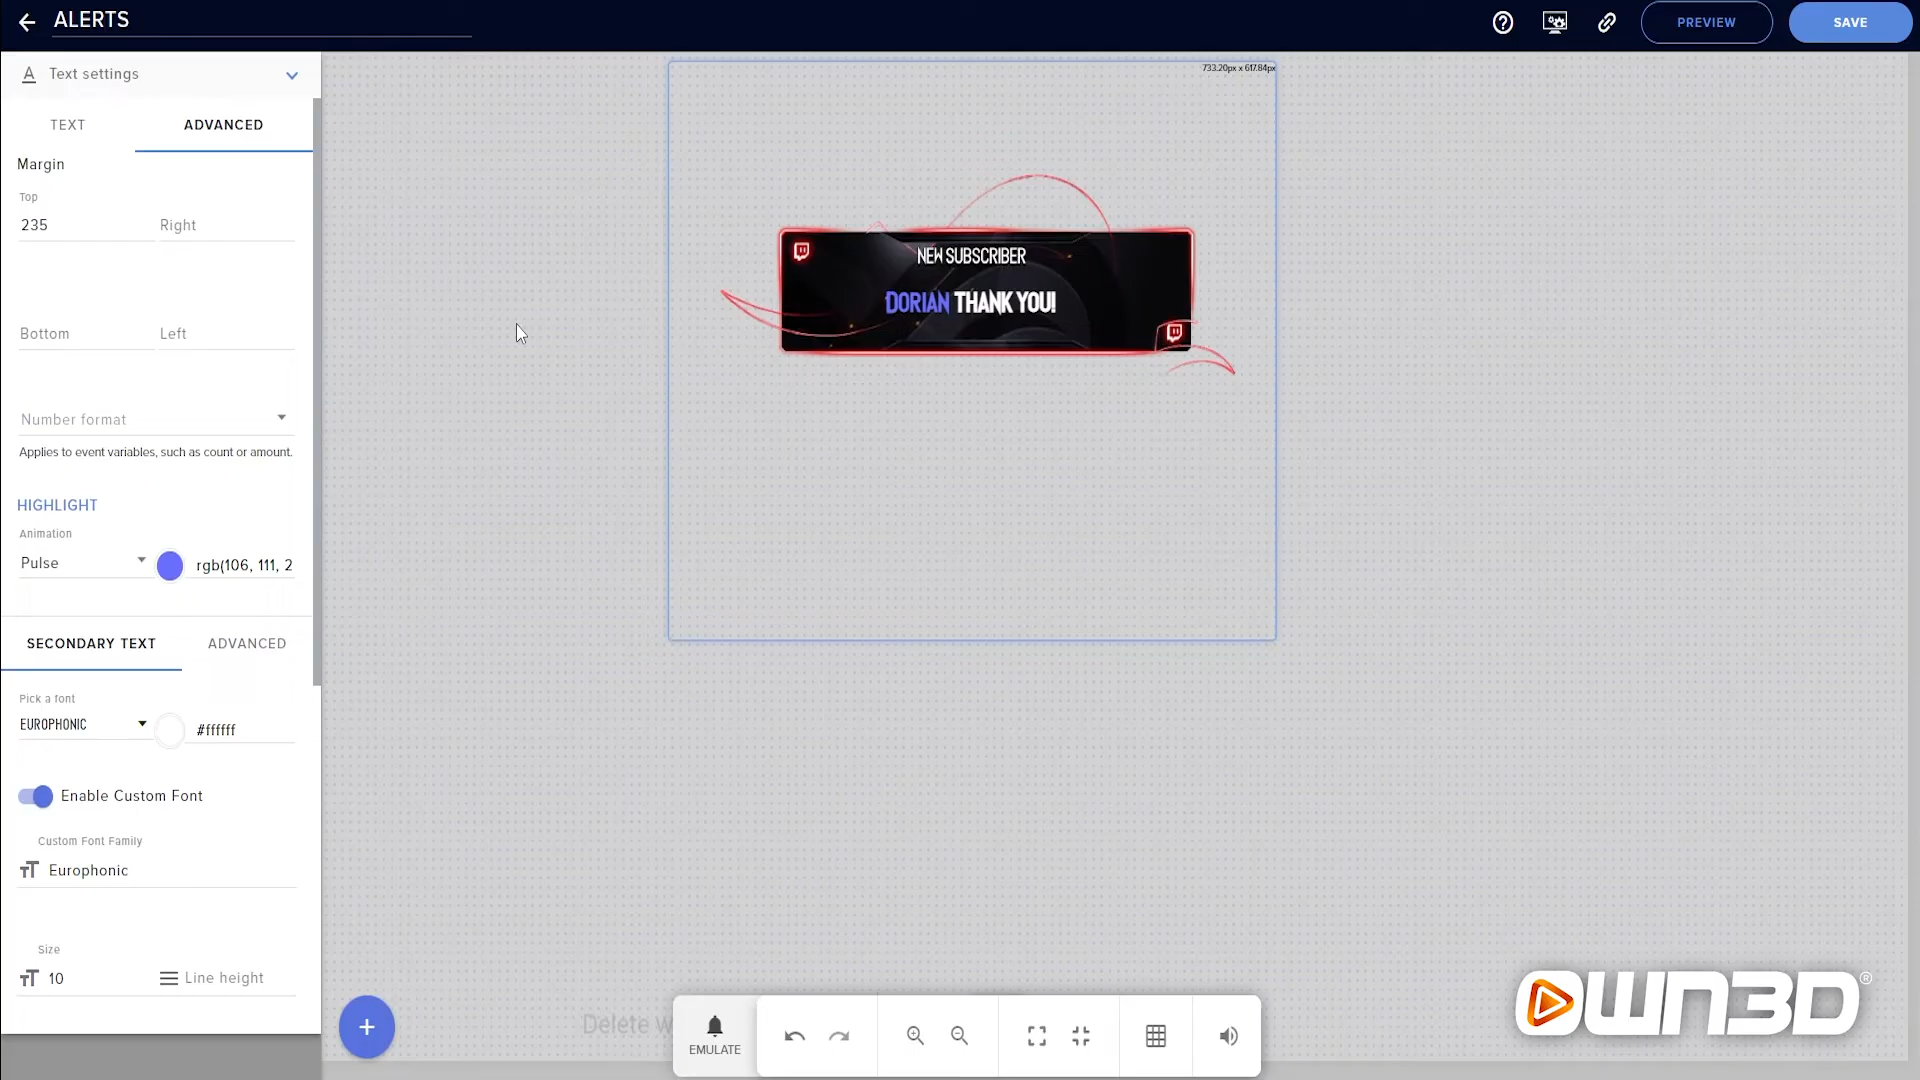 ALERTS
PREVIEW
SAVE
Text settings
TEXT
ADVANCED
Margin
Top
235
Right
Bottom
Left
Number format
Applies to event variables, such as count or amount.
HIGHLIGHT
Animation
Pulse
rgb(106, 111, 2
SECONDARY TEXT
ADVANCED
Pick a font
EUROPHONIC
#ffffff
Enable Custom Font
Custom Font Family
Europhonic
Size
10
Line height
733.20px x 617.84px
NEW SUBSCRIBER
DORIAN THANK YOU!
Delete w
EMULATE
OWN3D®